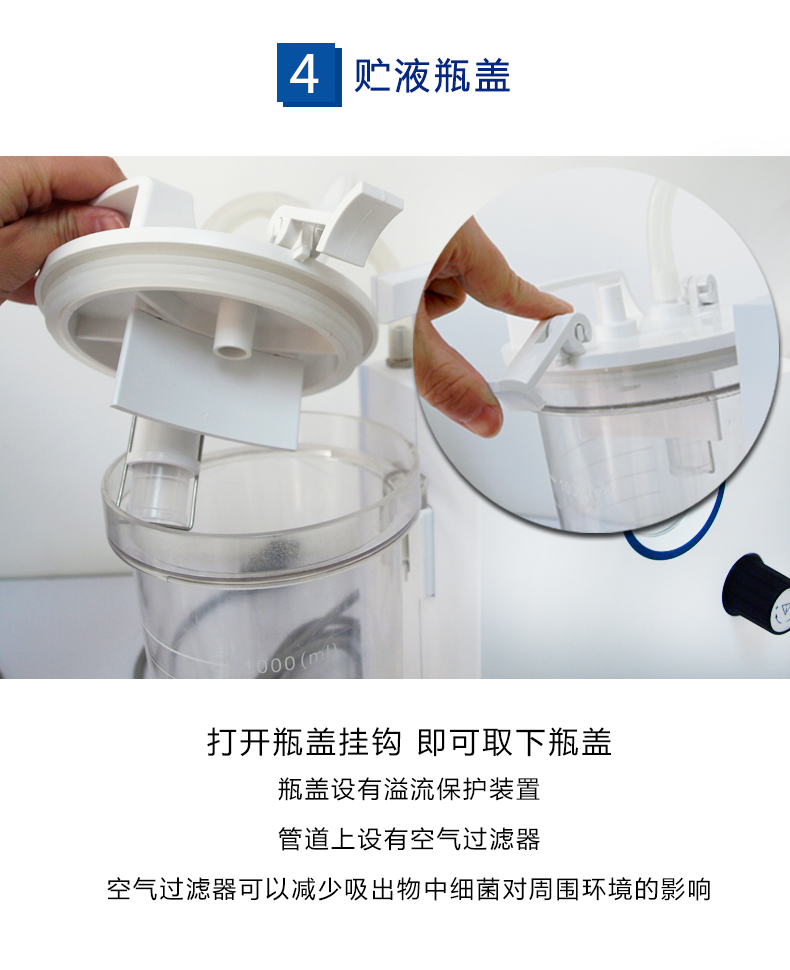 4 贮液瓶盖
1000(ml)
打开瓶盖挂钩 即可取下瓶盖
瓶盖设有溢流保护装置
管道上设有空气过滤器
空气过滤器可以减少吸出物中细菌对周围环境的影响